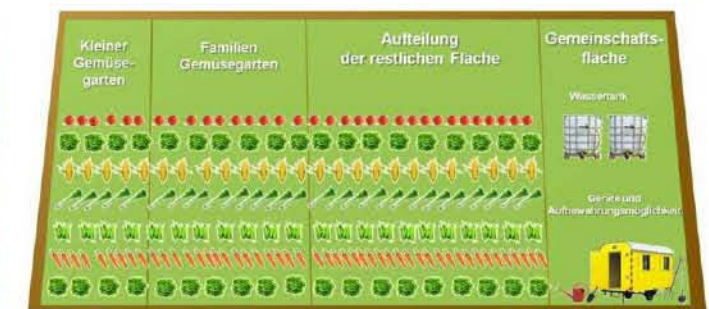 Kleiner
Gemüse-
garten
Familien
Gemüsegarten
Aufteilung
der restlichen Fläche
Gemeinschafts-
fläche
Wassertank
Geräte und
Aufbewahrungsmöglichkeit